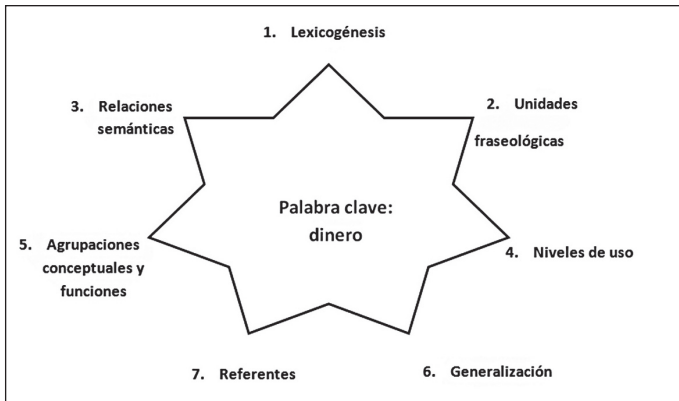 1. Lexicogénesis
3. Relaciones
semánticas
2. Unidades
fraseológicas
Palabra clave:
dinero
5. Agrupaciones
conceptuales y
funciones
4. Niveles de uso
7. Referentes
6. Generalización